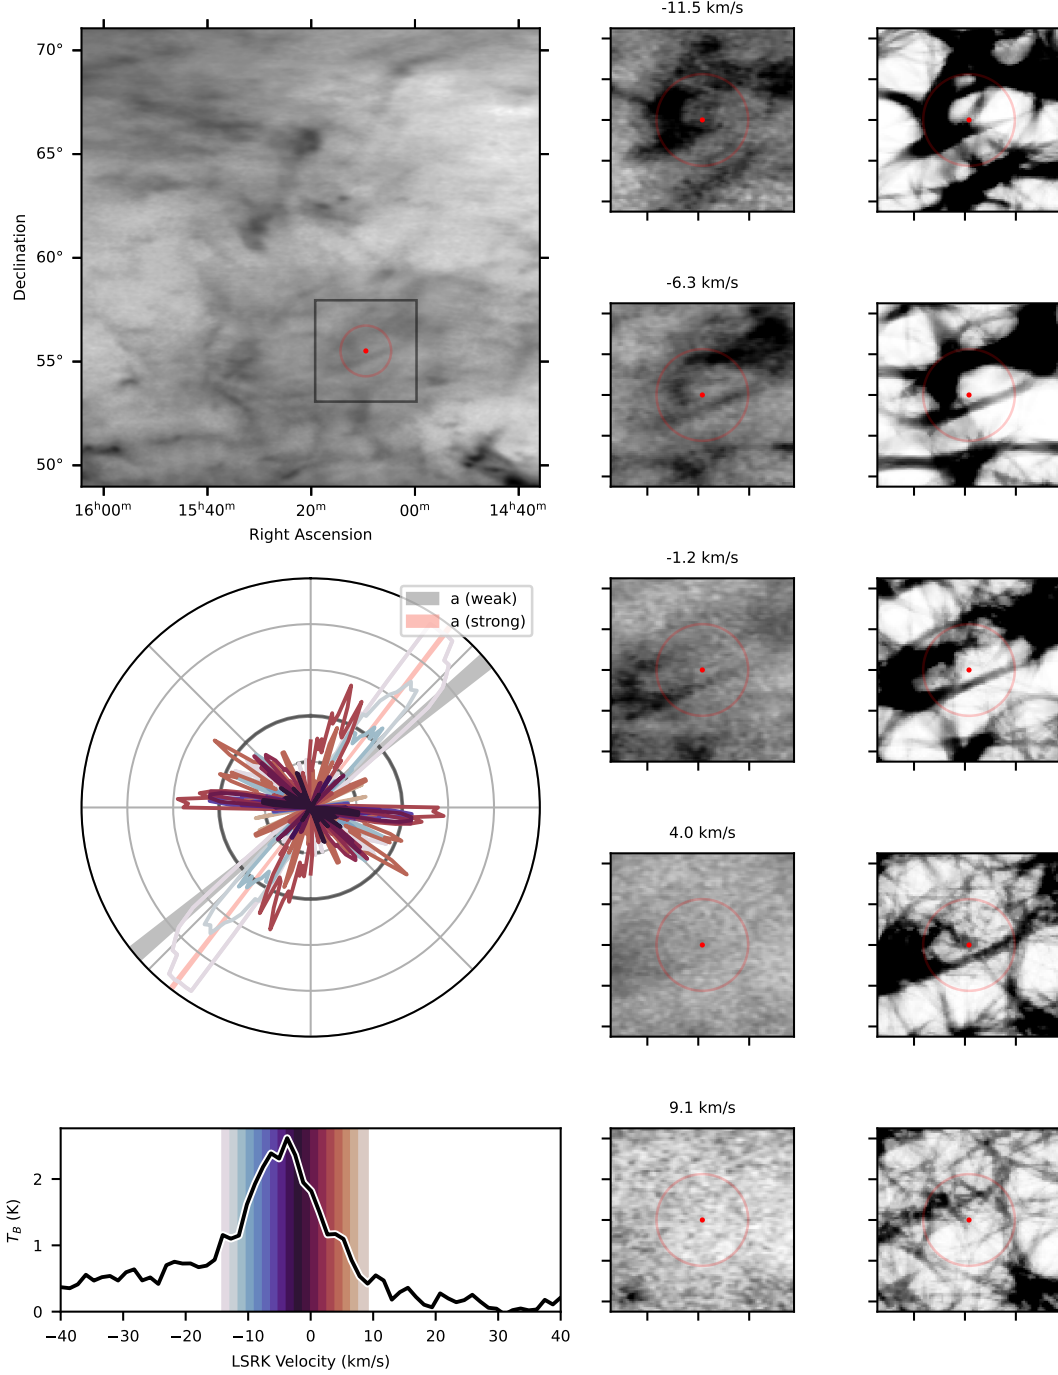 -11.5 km/s
70°
65°
60°
55°
50°
Declination
16ʰ00ᵐ 15ʰ40ᵐ 20ᵐ 00ᵐ 14ʰ40ᵐ
Right Ascension
-6.3 km/s
-1.2 km/s
a (weak)
a (strong)
4.0 km/s
9.1 km/s
2
1
0
T_B (K)
−40 −30 −20 −10 0 10 20 30 40
LSRK Velocity (km/s)